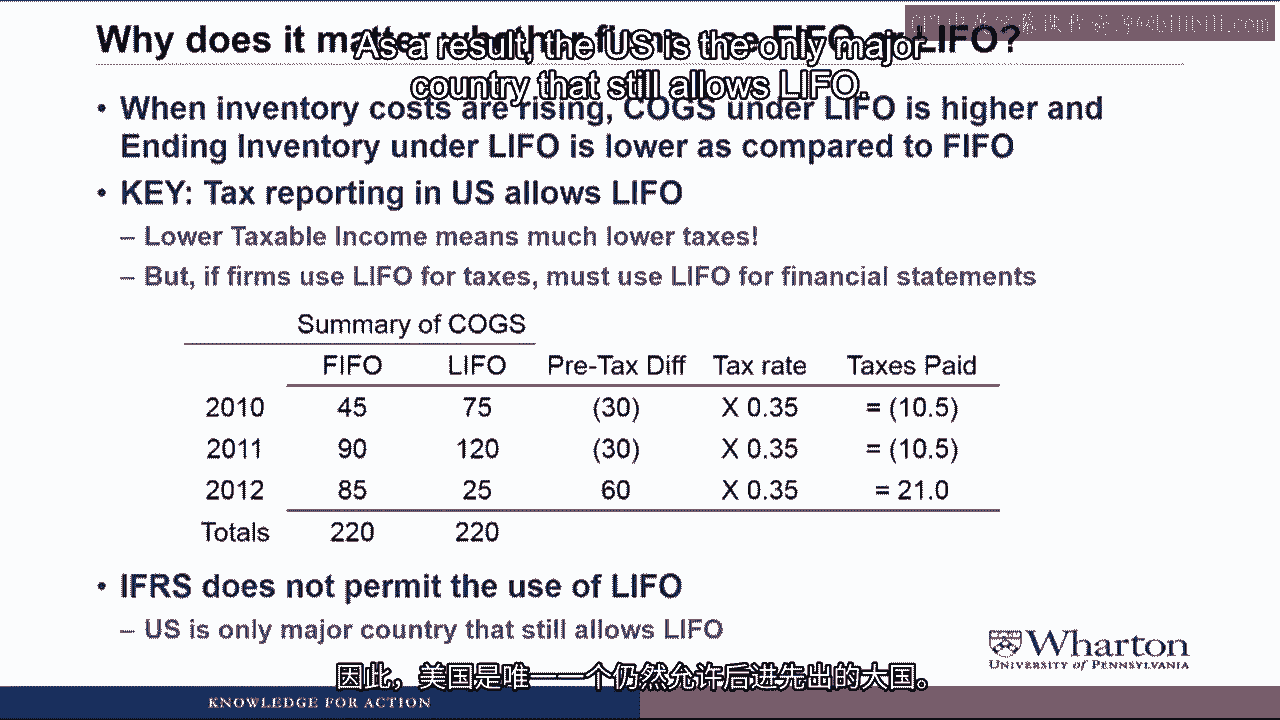 Why does it matter whether firms use FIFO or LIFO?
As a result, the US is the only major
country that still allows LIFO.
• When inventory costs are rising, COGS under LIFO is higher and
Ending Inventory under LIFO is lower as compared to FIFO
• KEY: Tax reporting in US allows LIFO
– Lower Taxable Income means much lower taxes!
– But, if firms use LIFO for taxes, must use LIFO for financial statements
Summary of COGS
FIFO LIFO Pre-Tax Diff Tax rate Taxes Paid
2010 45 75 (30) X 0.35 = (10.5)
2011 90 120 (30) X 0.35 = (10.5)
2012 85 25 60 X 0.35 = 21.0
Totals 220 220
• IFRS does not permit the use of LIFO
– US is only major country that still allows LIFO
Wharton
UNIVERSITY of PENNSYLVANIA
因此，美国是唯一一个仍然允许后进先出的大国。
KNOWLEDGE FOR ACTION